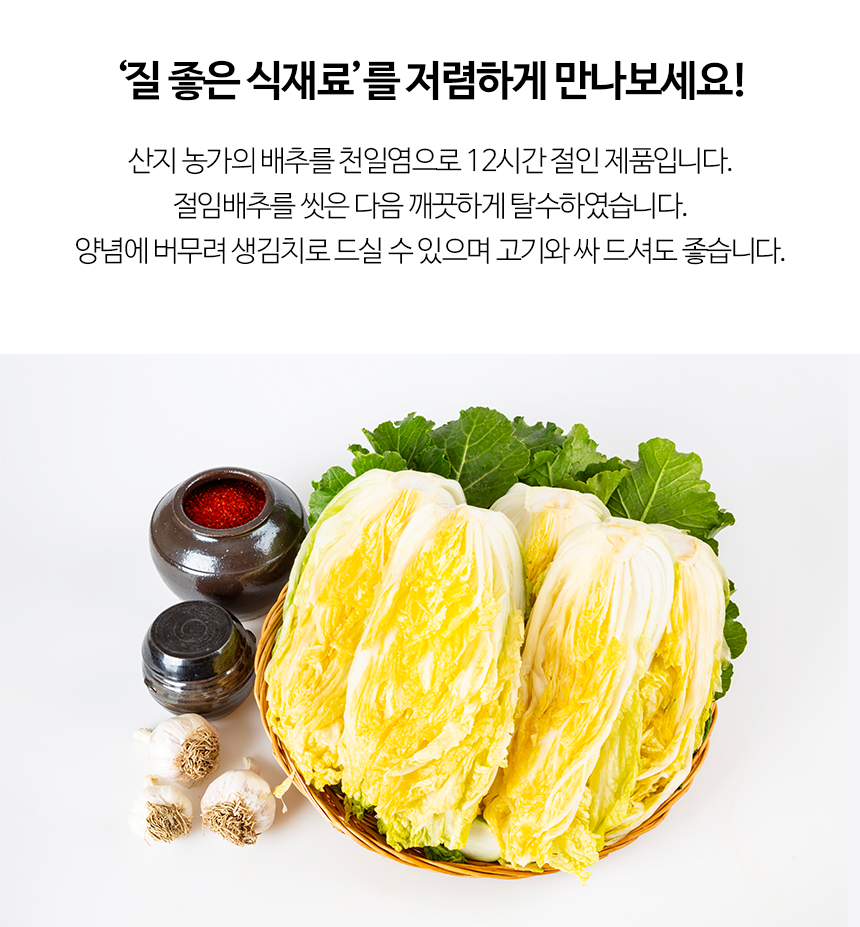 ‘질 좋은 식재료’를 저렴하게 만나보세요!
산지 농가의 배추를 천일염으로 12시간 절인 제품입니다.
절임배추를 씻은 다음 깨끗하게 탈수하였습니다.
양념에 버무려 생김치로 드실 수 있으며 고기와 싸 드셔도 좋습니다.